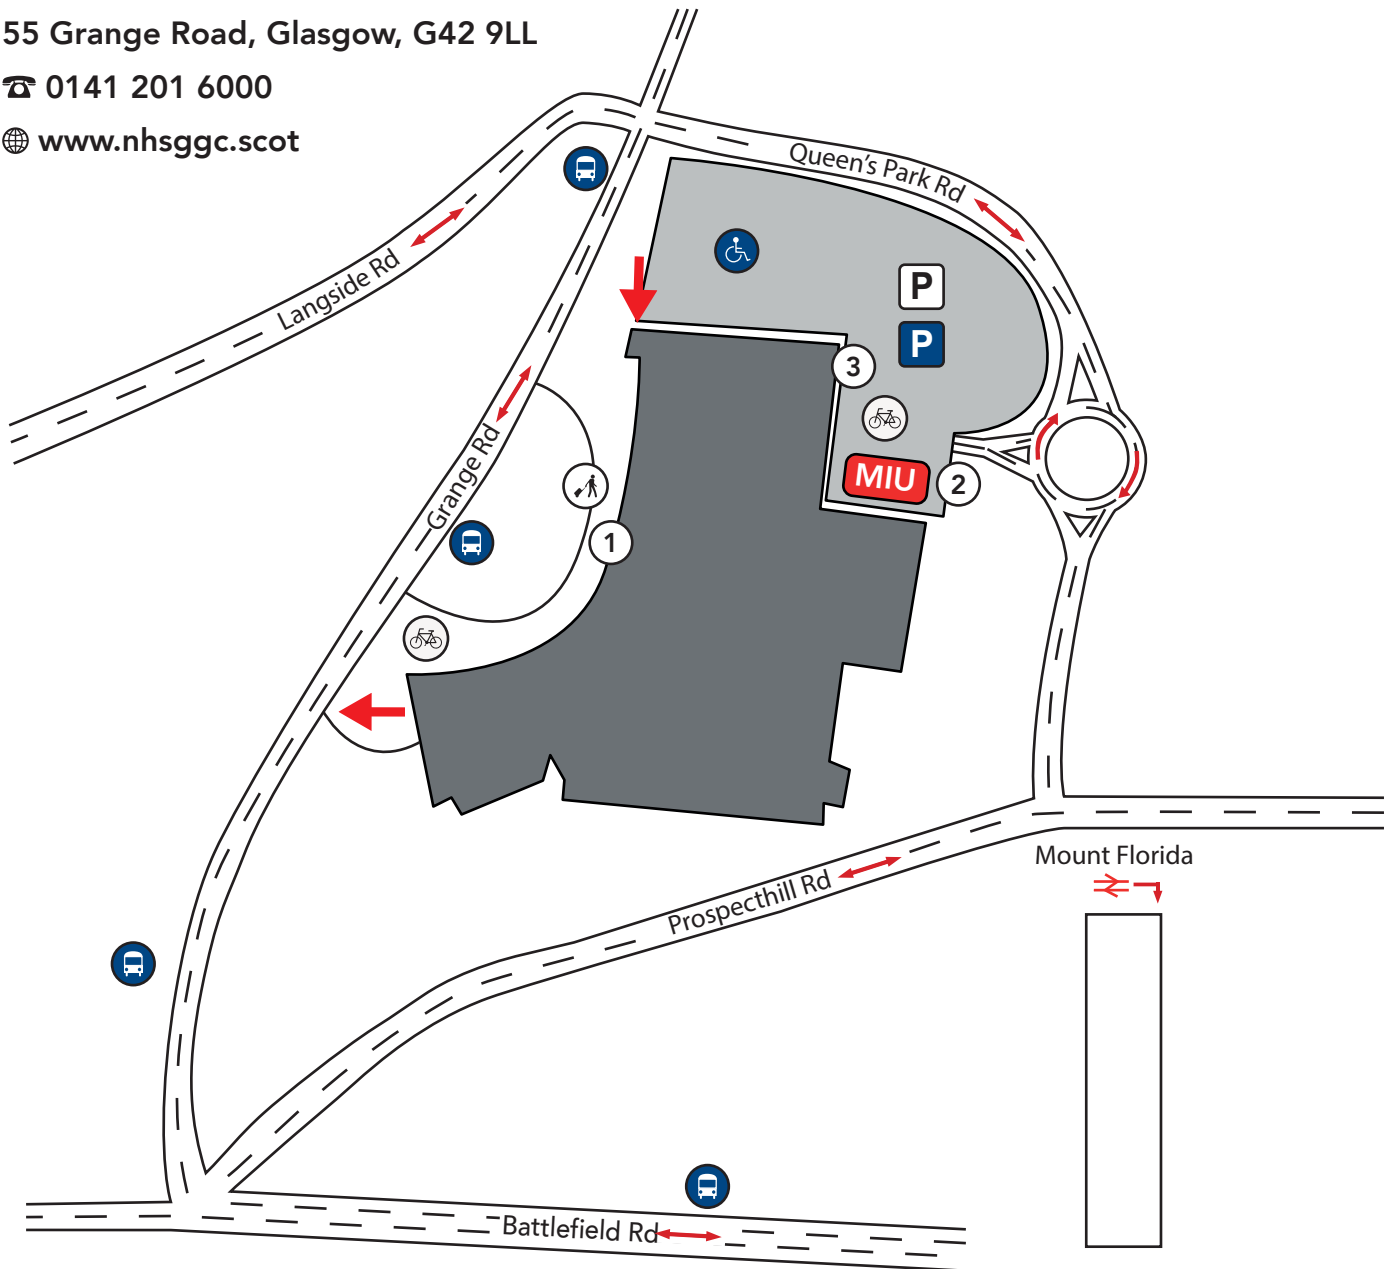 55 Grange Road, Glasgow, G42 9LL
0141 201 6000
www.nhsggc.scot
Queen's Park Rd
Langside Rd
P
P
3
Grange Rd
MIU
2
1
Mount Florida
Prospecthill Rd
Battlefield Rd